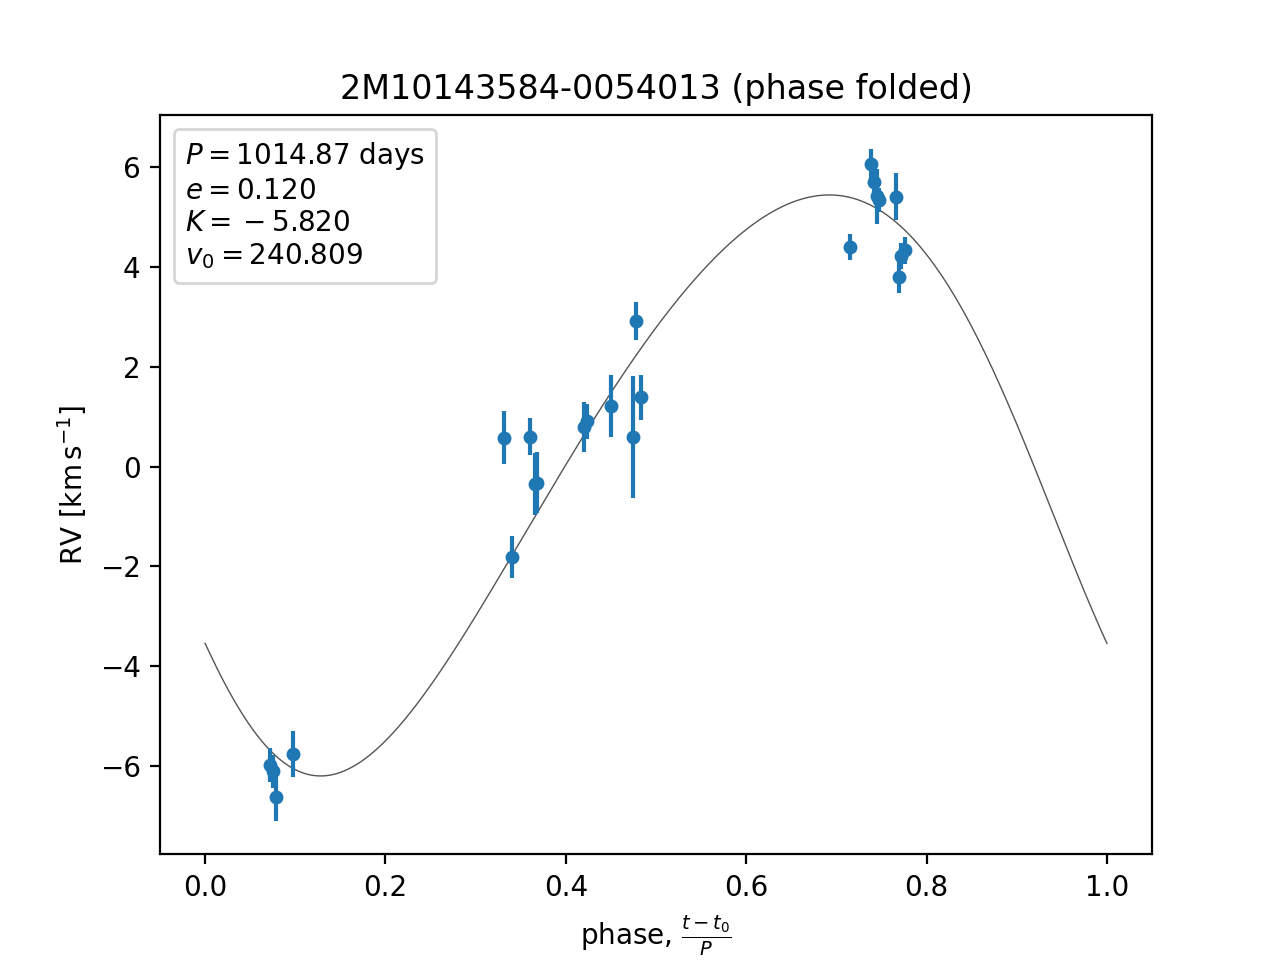 2M10143584-0054013 (phase folded)
P = 1014.87 days
e = 0.120
K = −5.820
v₀ = 240.809
6
4
2
0
−2
−4
−6
RV [km s⁻¹]
0.0 0.2 0.4 0.6 0.8 1.0
phase, (t − t₀)/P